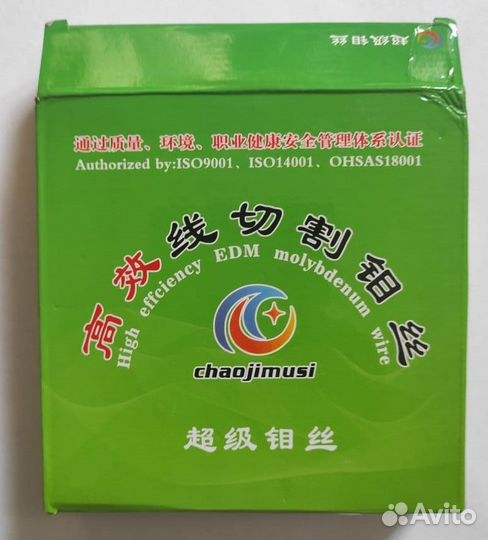 超级钼丝
通过质量、环境、职业健康安全管理体系认证
Authorized by:ISO9001、ISO14001、OHSAS18001
高效线切割钼丝
High effciency EDM molybdenum wire
chaojimusi
超级钼丝
Avito